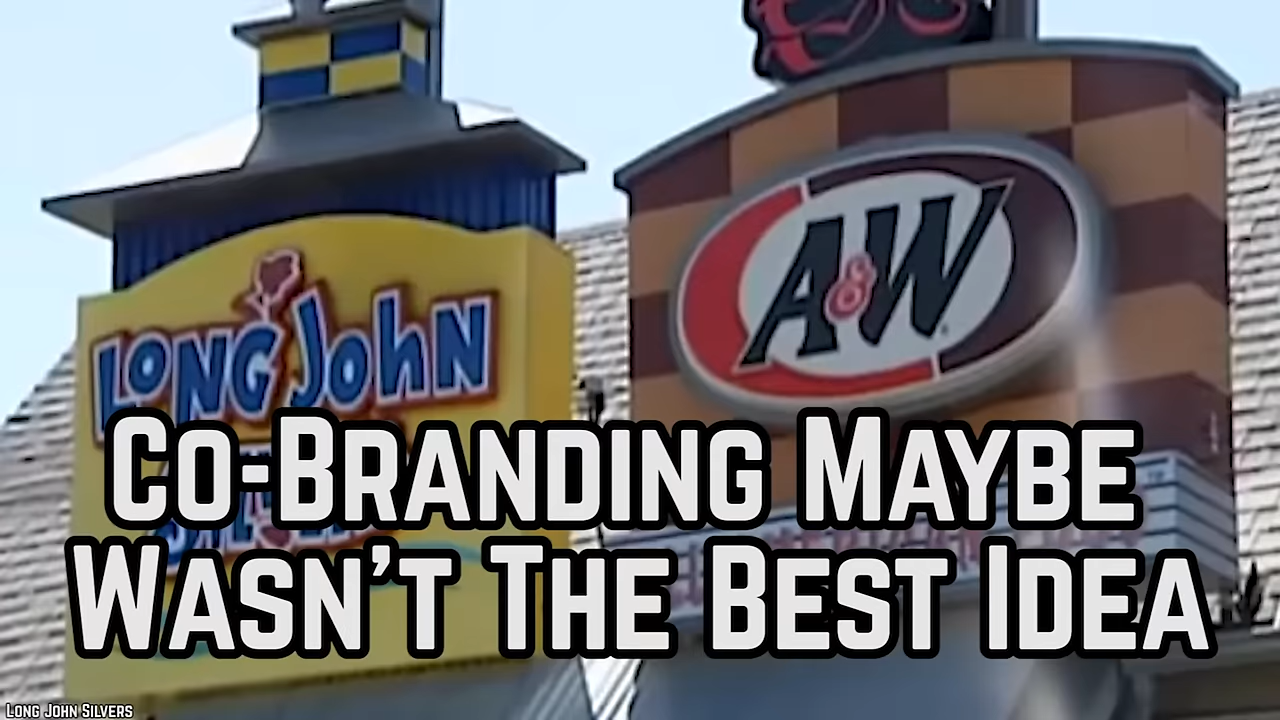 Long John
A&W
Co-Branding Maybe
Wasn't The Best Idea
Long John Silvers